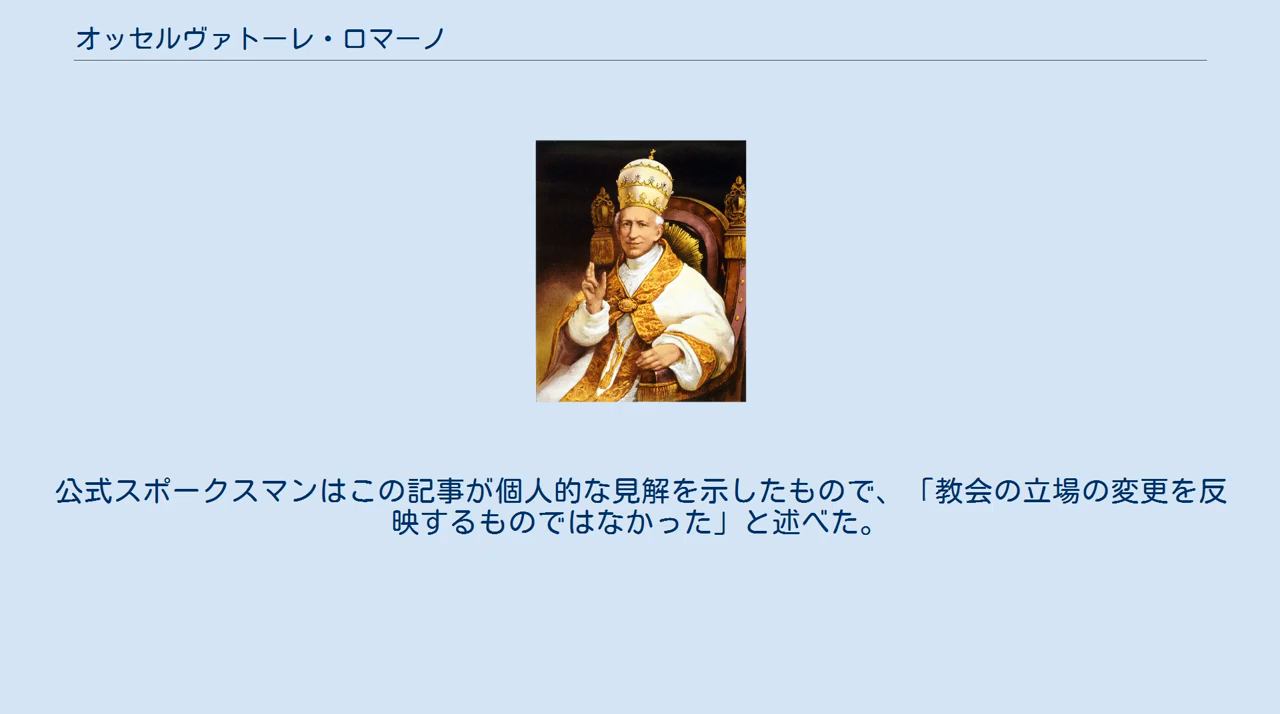 オッセルヴァトーレ・ロマーノ
公式スポークスマンはこの記事が個人的な見解を示したもので、「教会の立場の変更を反
映するものではなかった」と述べた。